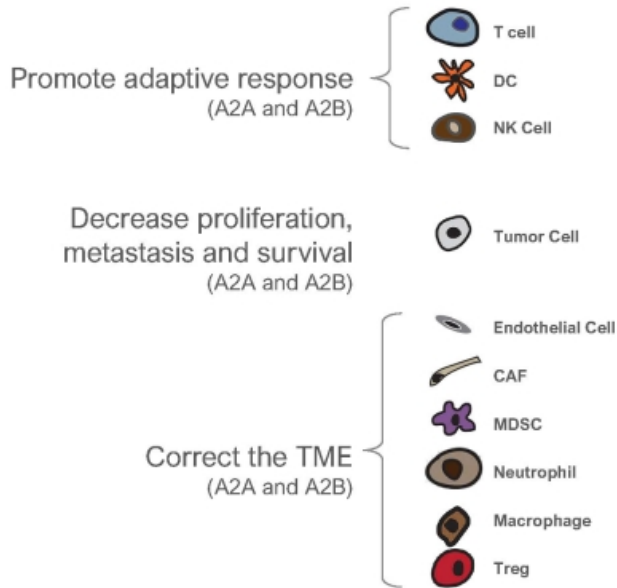 Promote adaptive response
(A2A and A2B)
T cell
DC
NK Cell
Decrease proliferation,
metastasis and survival
(A2A and A2B)
Tumor Cell
Correct the TME
(A2A and A2B)
Endothelial Cell
CAF
MDSC
Neutrophil
Macrophage
Treg